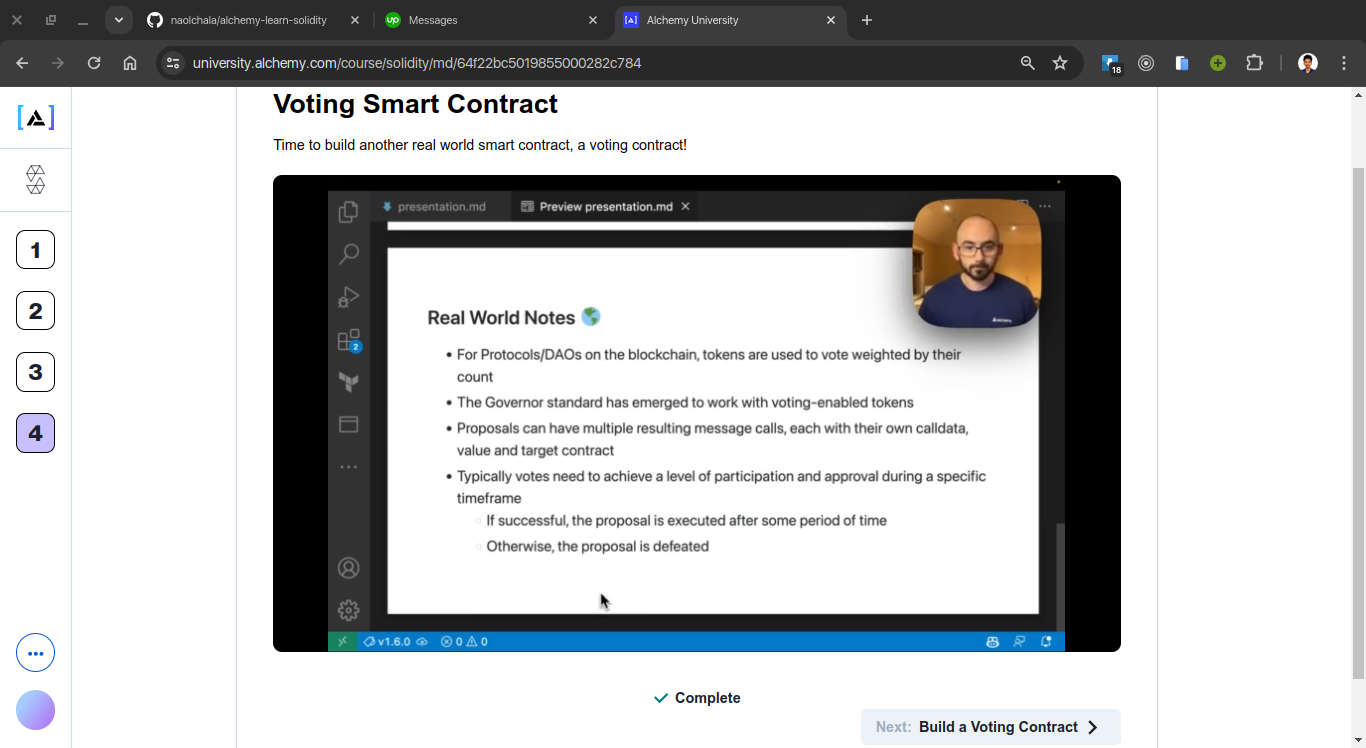 naolchala/alchemy-learn-solidity
up Messages
[A] Alchemy University
university.alchemy.com/course/solidity/md/64f22bc5019855000282c784
18
Voting Smart Contract
Time to build another real world smart contract, a voting contract!
1
2
3
4
presentation.md
Preview presentation.md
Real World Notes
• For Protocols/DAOs on the blockchain, tokens are used to vote weighted by their
count
• The Governor standard has emerged to work with voting-enabled tokens
• Proposals can have multiple resulting message calls, each with their own calldata,
value and target contract
• Typically votes need to achieve a level of participation and approval during a specific
timeframe
○ If successful, the proposal is executed after some period of time
○ Otherwise, the proposal is defeated
2
v1.6.0
0
0
alchemy
Complete
Next: Build a Voting Contract